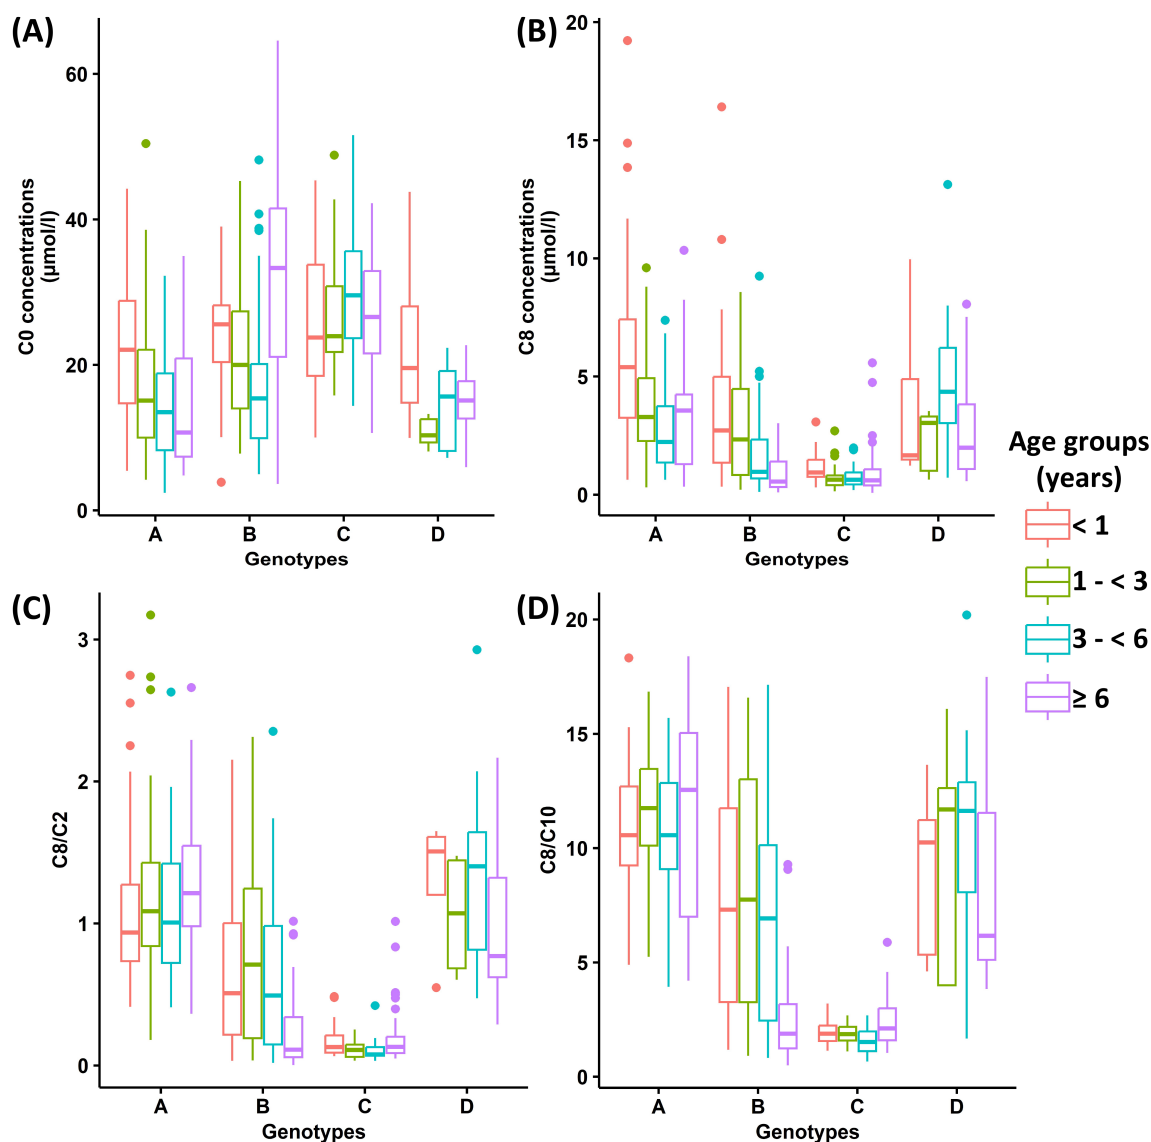 (A)
C0 concentrations
(µmol/l)
60
40
20
0
A B C D
Genotypes
(B)
C8 concentrations
(µmol/l)
20
15
10
5
0
A B C D
Genotypes
Age groups
(years)
< 1
1 - < 3
3 - < 6
≥ 6
(C)
C8/C2
3
2
1
0
A B C D
Genotypes
(D)
C8/C10
20
15
10
5
0
A B C D
Genotypes